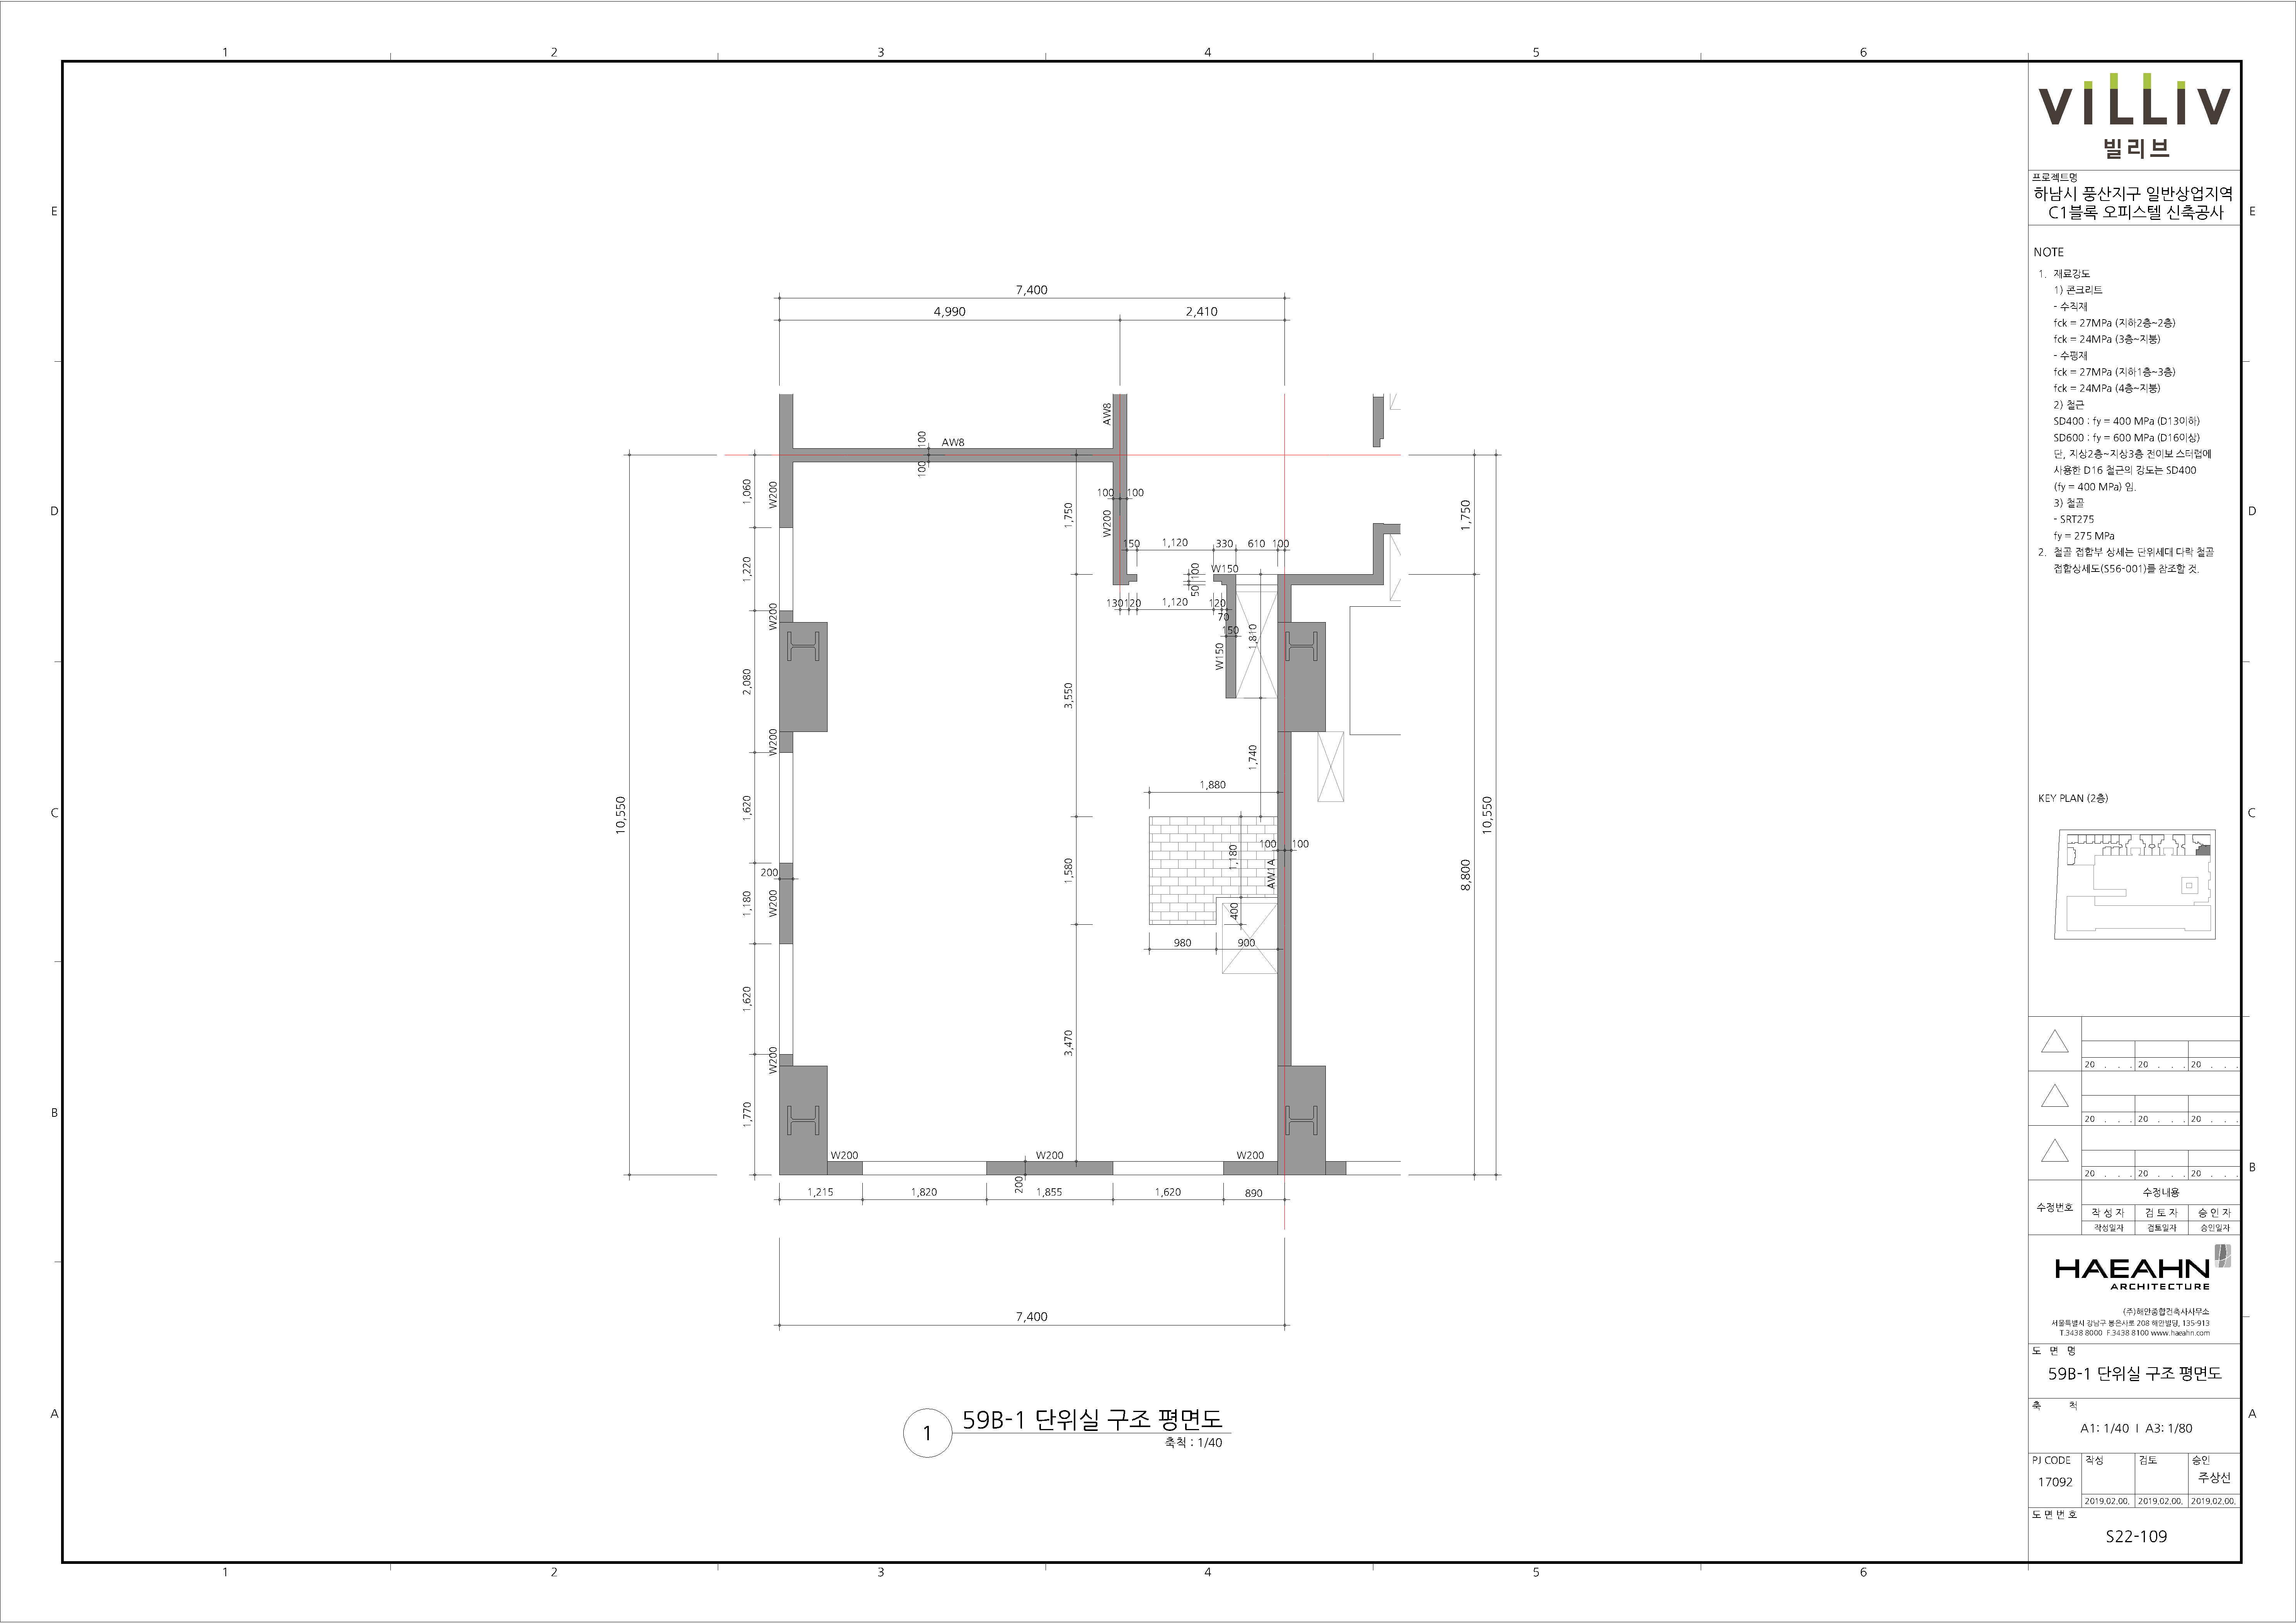 1 2 3 4 5 6
E
D
C
B
A
7,400
4,990 2,410
AW8
AW8
100
100
1,060
W200
1,220
W200
2,080
W200
1,620
200
1,180
W200
1,620
W200
1,770
10,550
100 100
W200
1,750
3,550
1,580
3,470
150 1,120 330 610 100
100
50
W150
130 120 1,120 120
70
150
W150
1,810
1,740
1,880
1,180
400
100 100
AW1A
980 900
1,750
8,800
10,550
W200 W200 W200
200
1,215 1,820 1,855 1,620 890
7,400
1
59B-1 단위실 구조 평면도
축척 : 1/40
1 2 3 4 5 6
E
D
C
B
A
VILLIV
빌리브
프로젝트명
하남시 풍산지구 일반상업지역
C1블록 오피스텔 신축공사
NOTE
1. 재료강도
1) 콘크리트
- 수직재
fck = 27MPa (지하2층~2층)
fck = 24MPa (3층~지붕)
- 수평재
fck = 27MPa (지하1층~3층)
fck = 24MPa (4층~지붕)
2) 철근
SD400 : fy = 400 MPa (D13이하)
SD600 : fy = 600 MPa (D16이상)
단, 지상2층~지상3층 전이보 스터럽에
사용한 D16 철근의 강도는 SD400
(fy = 400 MPa) 임.
3) 철골
- SRT275
fy = 275 MPa
2. 철골 접합부 상세는 단위세대 다락 철골
접합상세도(S56-001)를 참조할 것.
KEY PLAN (2층)
20 . . . 20 . . . 20 . . .
20 . . . 20 . . . 20 . . .
20 . . . 20 . . . 20 . . .
수정번호
수정내용
작 성 자 검 토 자 승 인 자
작성일자 검토일자 승인일자
HAEAHN
ARCHITECTURE
(주)해안종합건축사사무소
서울특별시 강남구 봉은사로 208 해안빌딩, 135-913
T.3438 8000 F.3438 8100 www.haeahn.com
도 면 명
59B-1 단위실 구조 평면도
축 척
A1: 1/40 I A3: 1/80
PJ CODE 작성 검토 승인
17092 주상선
2019.02.00. 2019.02.00. 2019.02.00.
도 면 번 호
S22-109